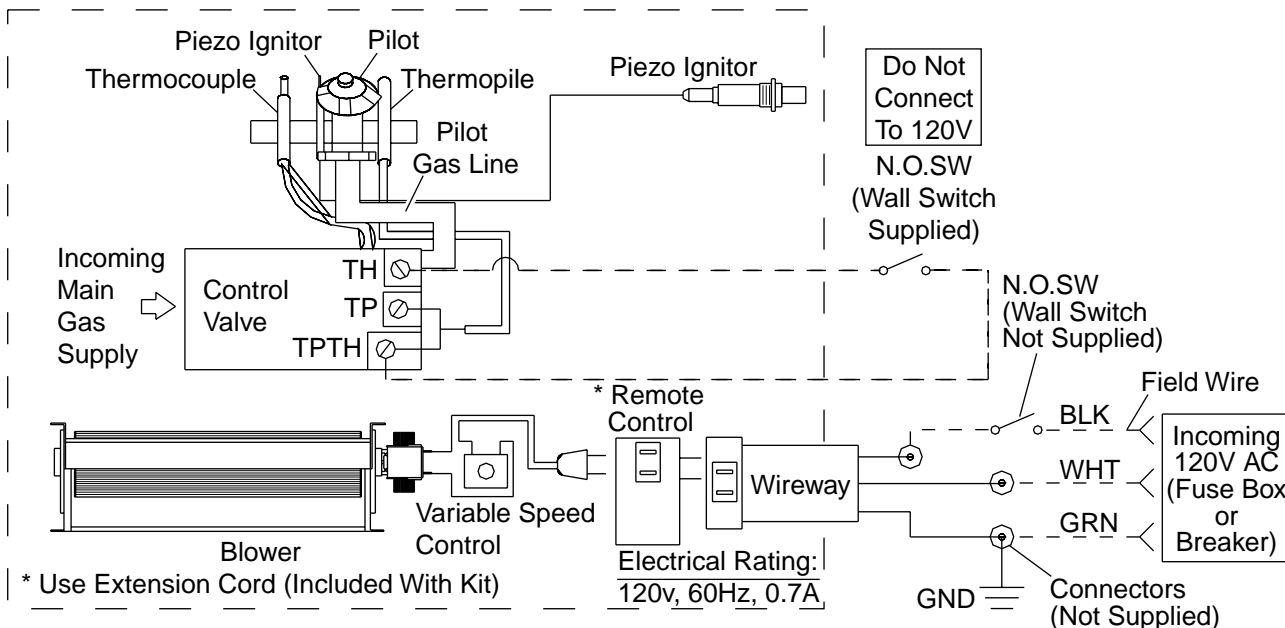 Piezo Ignitor
Pilot
Thermocouple
Thermopile
Pilot
Gas Line
Piezo Ignitor
Do Not
Connect
To 120V
N.O.SW
(Wall Switch
Supplied)
Incoming
Main
Gas
Supply
Control
Valve
TH
TP
TPTH
N.O.SW
(Wall Switch
Not Supplied)
Field Wire
* Remote
Control
BLK
WHT
GRN
Incoming
120V AC
(Fuse Box
or
Breaker)
Wireway
Variable Speed
Control
Blower
* Use Extension Cord (Included With Kit)
Electrical Rating:
120v, 60Hz, 0.7A
GND
Connectors
(Not Supplied)